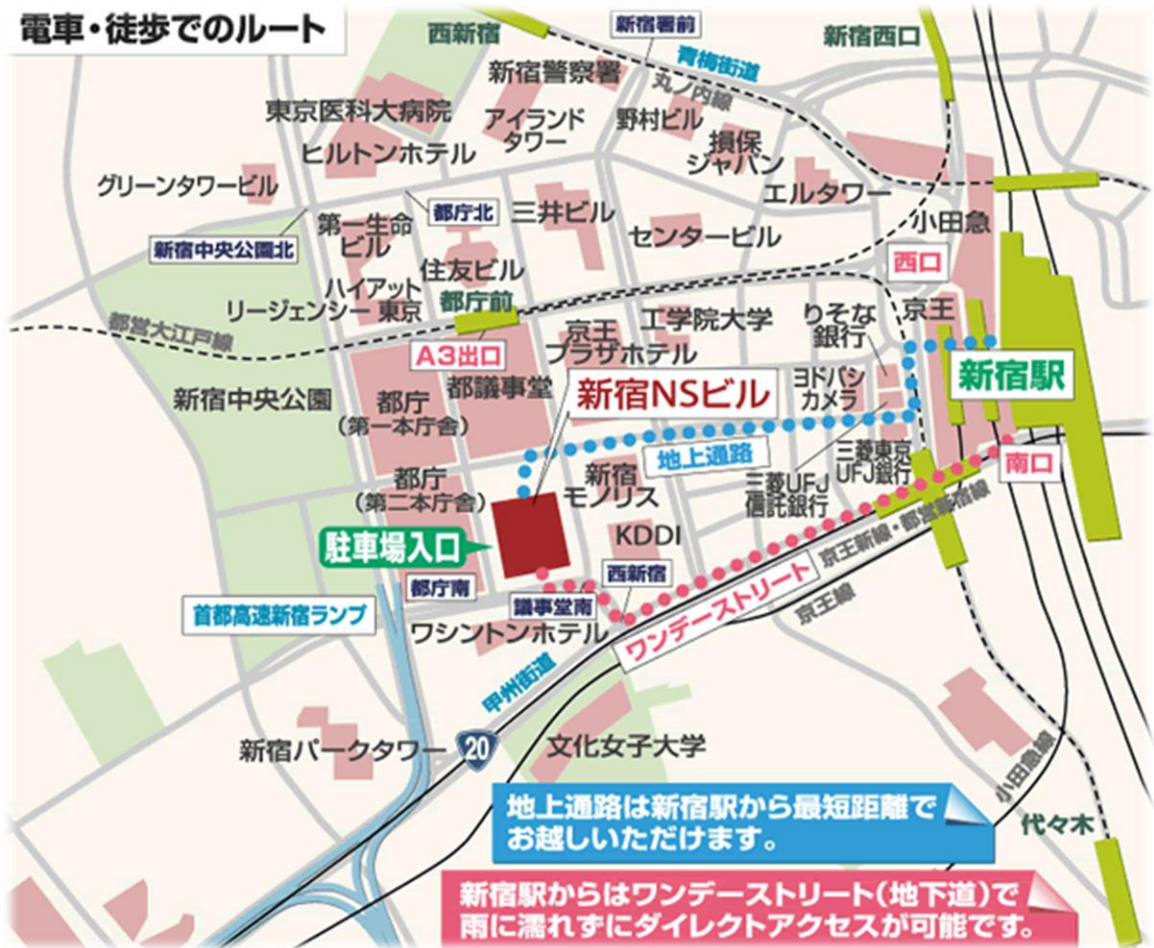 電車・徒歩でのルート
西新宿
新宿署前
新宿西口
青梅街道
新宿警察署
丸ノ内線
東京医科大病院
アイランド
タワー
野村ビル
損保
ジャパン
ヒルトンホテル
グリーンタワービル
エルタワー
都庁北
三井ビル
小田急
第一生命
ビル
センタービル
新宿中央公園北
西口
住友ビル
ハイアット
リージェンシー 東京
都庁前
都営大江戸線
京王
りそな
銀行
工学院大学
京王
プラザホテル
A3出口
新宿駅
ヨドバシ
カメラ
都議事堂
新宿NSビル
新宿中央公園
都庁
(第一本庁舎)
地上通路
三菱東京
UFJ銀行
南口
都庁
(第二本庁舎)
新宿
モノリス
三菱UFJ
信託銀行
KDDI
京王新線・都営新宿線
駐車場入口
西新宿
都庁南
議事堂南
首都高速新宿ランプ
ワシントンホテル
ワンデーストリート
京王線
甲州街道
新宿パークタワー
20
文化女子大学
小田急線
地上通路は新宿駅から最短距離で
お越しいただけます。
代々木
新宿駅からはワンデーストリート(地下道)で
雨に濡れずにダイレクトアクセスが可能です。